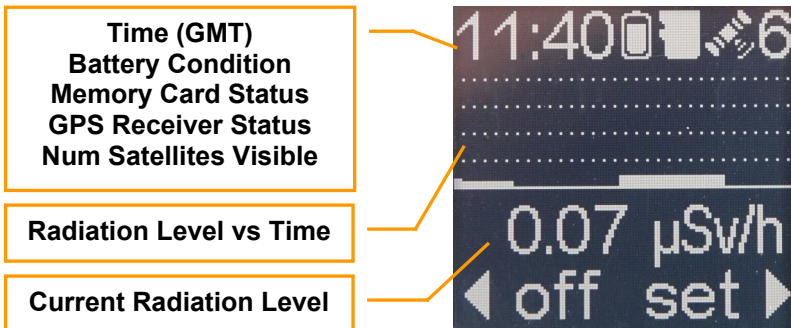 Time (GMT)
Battery Condition
Memory Card Status
GPS Receiver Status
Num Satellites Visible
Radiation Level vs Time
Current Radiation Level
11:40 6
0.07 µSv/h
off set